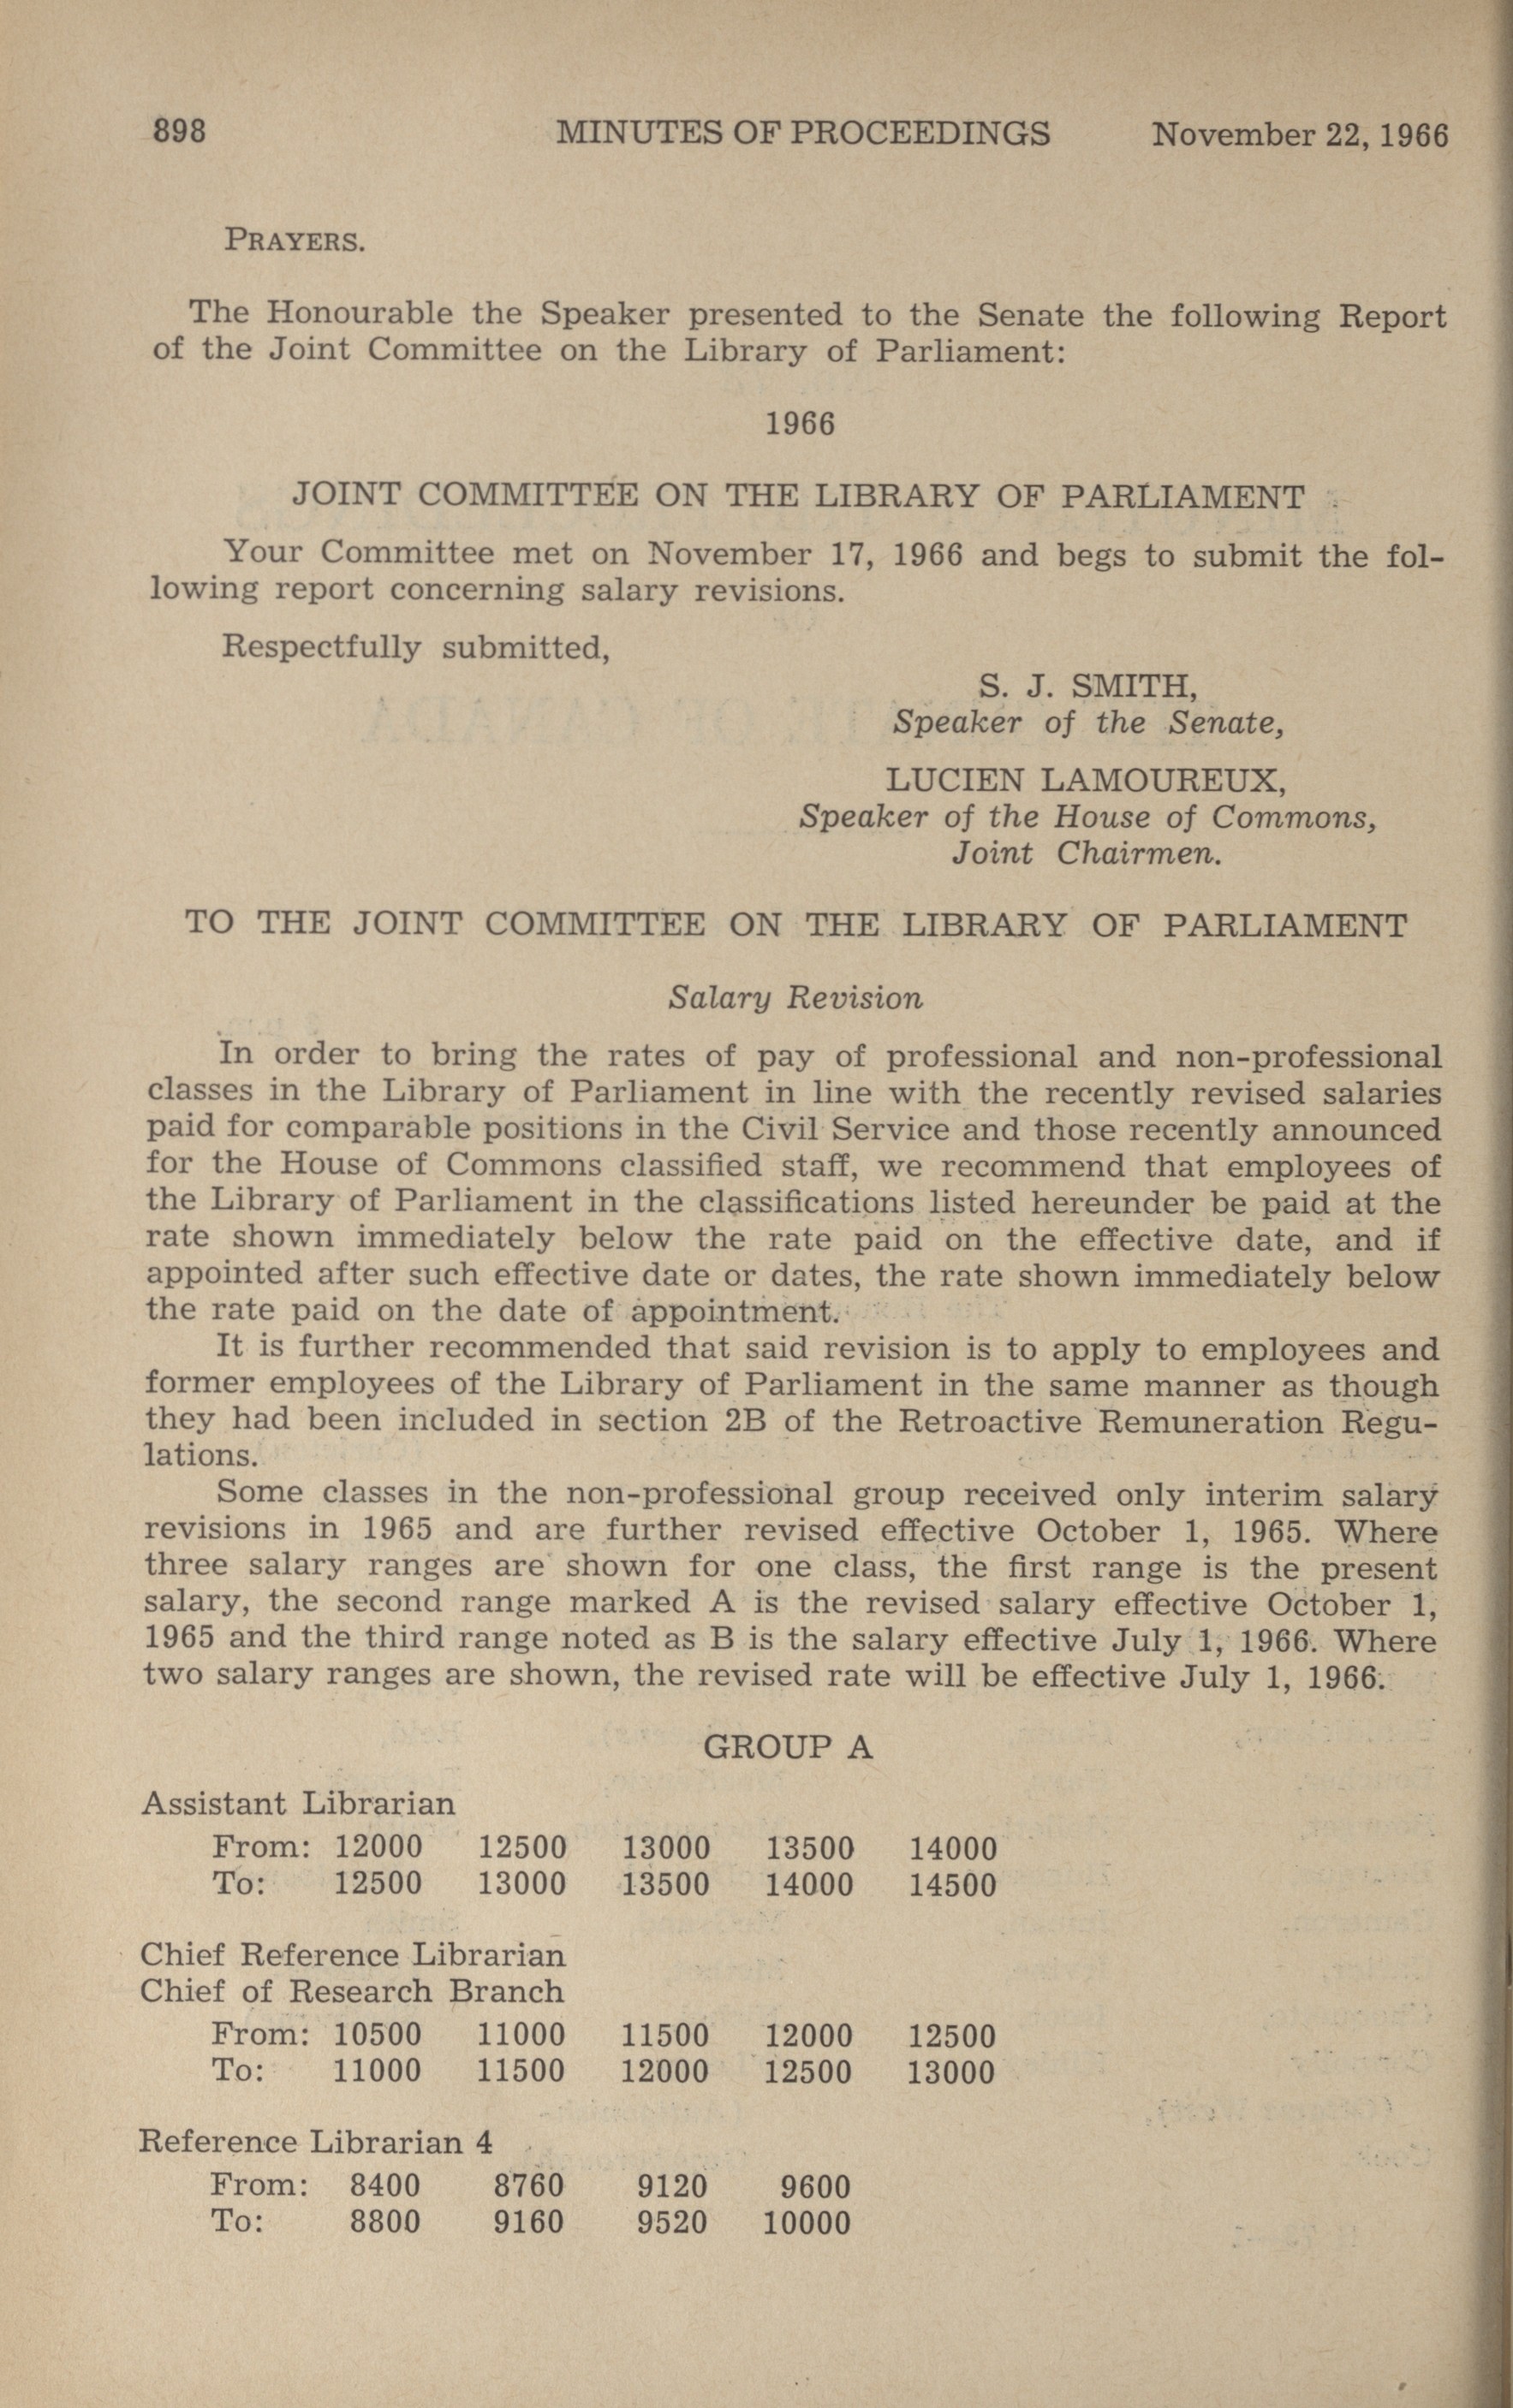 898 MINUTES OF PROCEEDINGS November 22, 1966
PRAYERS.
The Honourable the Speaker presented to the Senate the following Report
of the Joint Committee on the Library of Parliament:
1966
JOINT COMMITTEE ON THE LIBRARY OF PARLIAMENT
Your Committee met on November 17, 1966 and begs to submit the fol-
lowing report concerning salary revisions.
Respectfully submitted,
S. J. SMITH,
Speaker of the Senate,
LUCIEN LAMOUREUX,
Speaker of the House of Commons,
Joint Chairmen.
TO THE JOINT COMMITTEE ON THE LIBRARY OF PARLIAMENT
Salary Revision
In order to bring the rates of pay of professional and non-professional
classes in the Library of Parliament in line with the recently revised salaries
paid for comparable positions in the Civil Service and those recently announced
for the House of Commons classified staff, we recommend that employees of
the Library of Parliament in the classifications listed hereunder be paid at the
rate shown immediately below the rate paid on the effective date, and if
appointed after such effective date or dates, the rate shown immediately below
the rate paid on the date of appointment.
It is further recommended that said revision is to apply to employees and
former employees of the Library of Parliament in the same manner as though
they had been included in section 2B of the Retroactive Remuneration Regu-
lations.
Some classes in the non-professional group received only interim salary
revisions in 1965 and are further revised effective October 1, 1965. Where
three salary ranges are shown for one class, the first range is the present
salary, the second range marked A is the revised salary effective October 1,
1965 and the third range noted as B is the salary effective July 1, 1966. Where
two salary ranges are shown, the revised rate will be effective July 1, 1966.
GROUP A
Assistant Librarian
From: 12000 12500 13000 13500 14000
To: 12500 13000 13500 14000 14500
Chief Reference Librarian
Chief of Research Branch
From: 10500 11000 11500 12000 12500
To: 11000 11500 12000 12500 13000
Reference Librarian 4
From: 8400 8760 9120 9600
To: 8800 9160 9520 10000